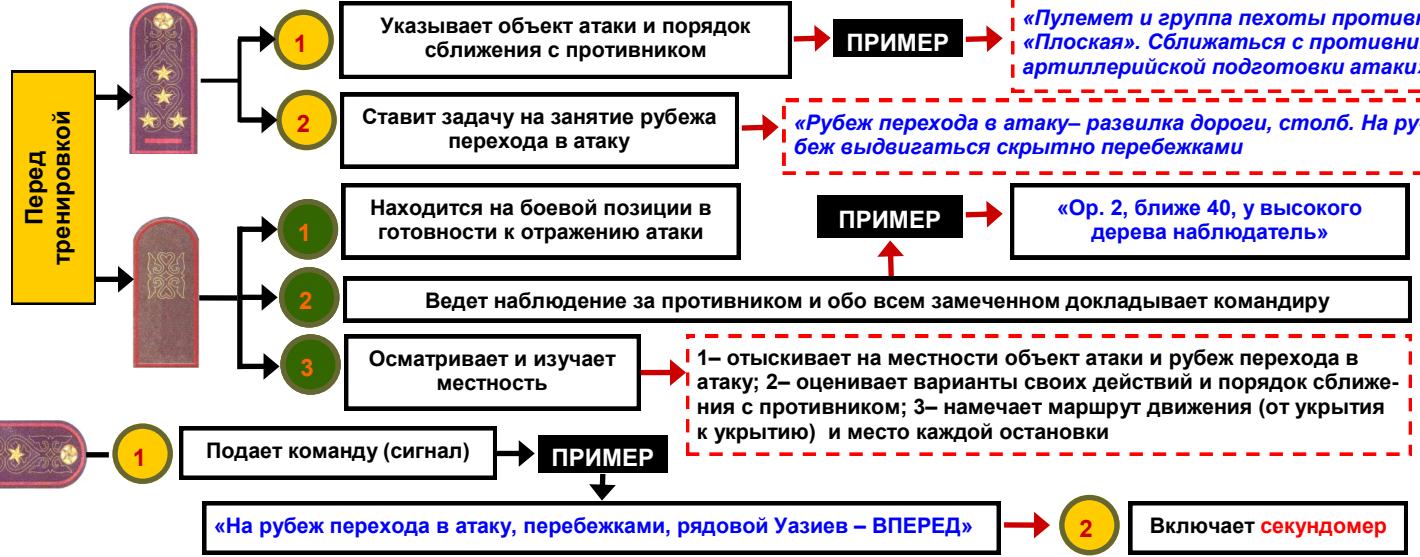 Перед
тренировкой
1
Указывает объект атаки и порядок
сближения с противником
ПРИМЕР
«Пулемет и группа пехоты
«Плоская». Сближаться с
артиллерийской подготовки атаки»
2
Ставит задачу на занятие рубежа
перехода в атаку
«Рубеж перехода в атаку– развилка дороги, столб. На ру-
беж выдвигаться скрытно перебежками
1
Находится на боевой позиции в
готовности к отражению атаки
ПРИМЕР
«Ор. 2, ближе 40, у высокого
дерева наблюдатель»
2
Ведет наблюдение за противником и обо всем замеченном докладывает командиру
3
Осматривает и изучает
местность
1– отыскивает на местности объект атаки и рубеж перехода в
атаку; 2– оценивает варианты своих действий и порядок сближе-
ния с противником; 3– намечает маршрут движения (от укрытия
к укрытию) и место каждой остановки
1
Подает команду (сигнал)
ПРИМЕР
«На рубеж перехода в атаку, перебежками, рядовой Уазиев – ВПЕРЕД»
2
Включает секундомер